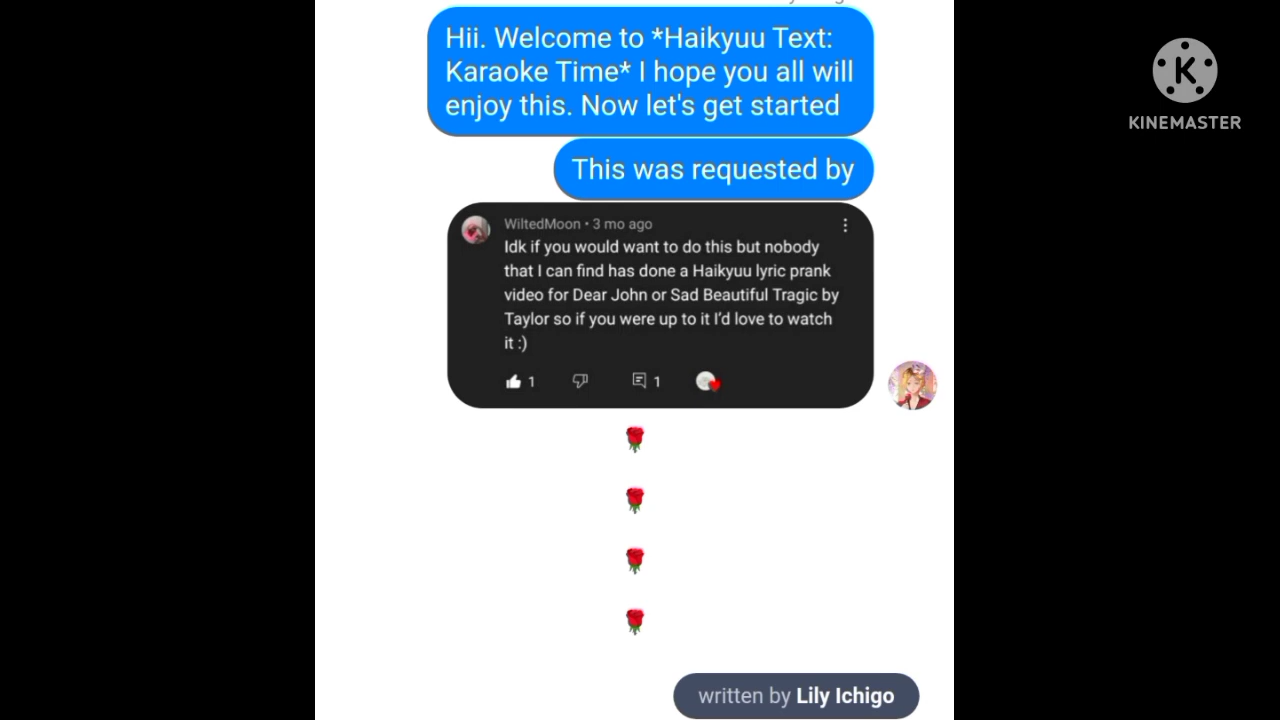 Hii. Welcome to *Haikyuu Text:
Karaoke Time* I hope you all will
enjoy this. Now let's get started
This was requested by
WiltedMoon • 3 mo ago
Idk if you would want to do this but nobody
that I can find has done a Haikyuu lyric prank
video for Dear John or Sad Beautiful Tragic by
Taylor so if you were up to it I'd love to watch
it :)
1
1
written by Lily Ichigo
K
KINEMASTER